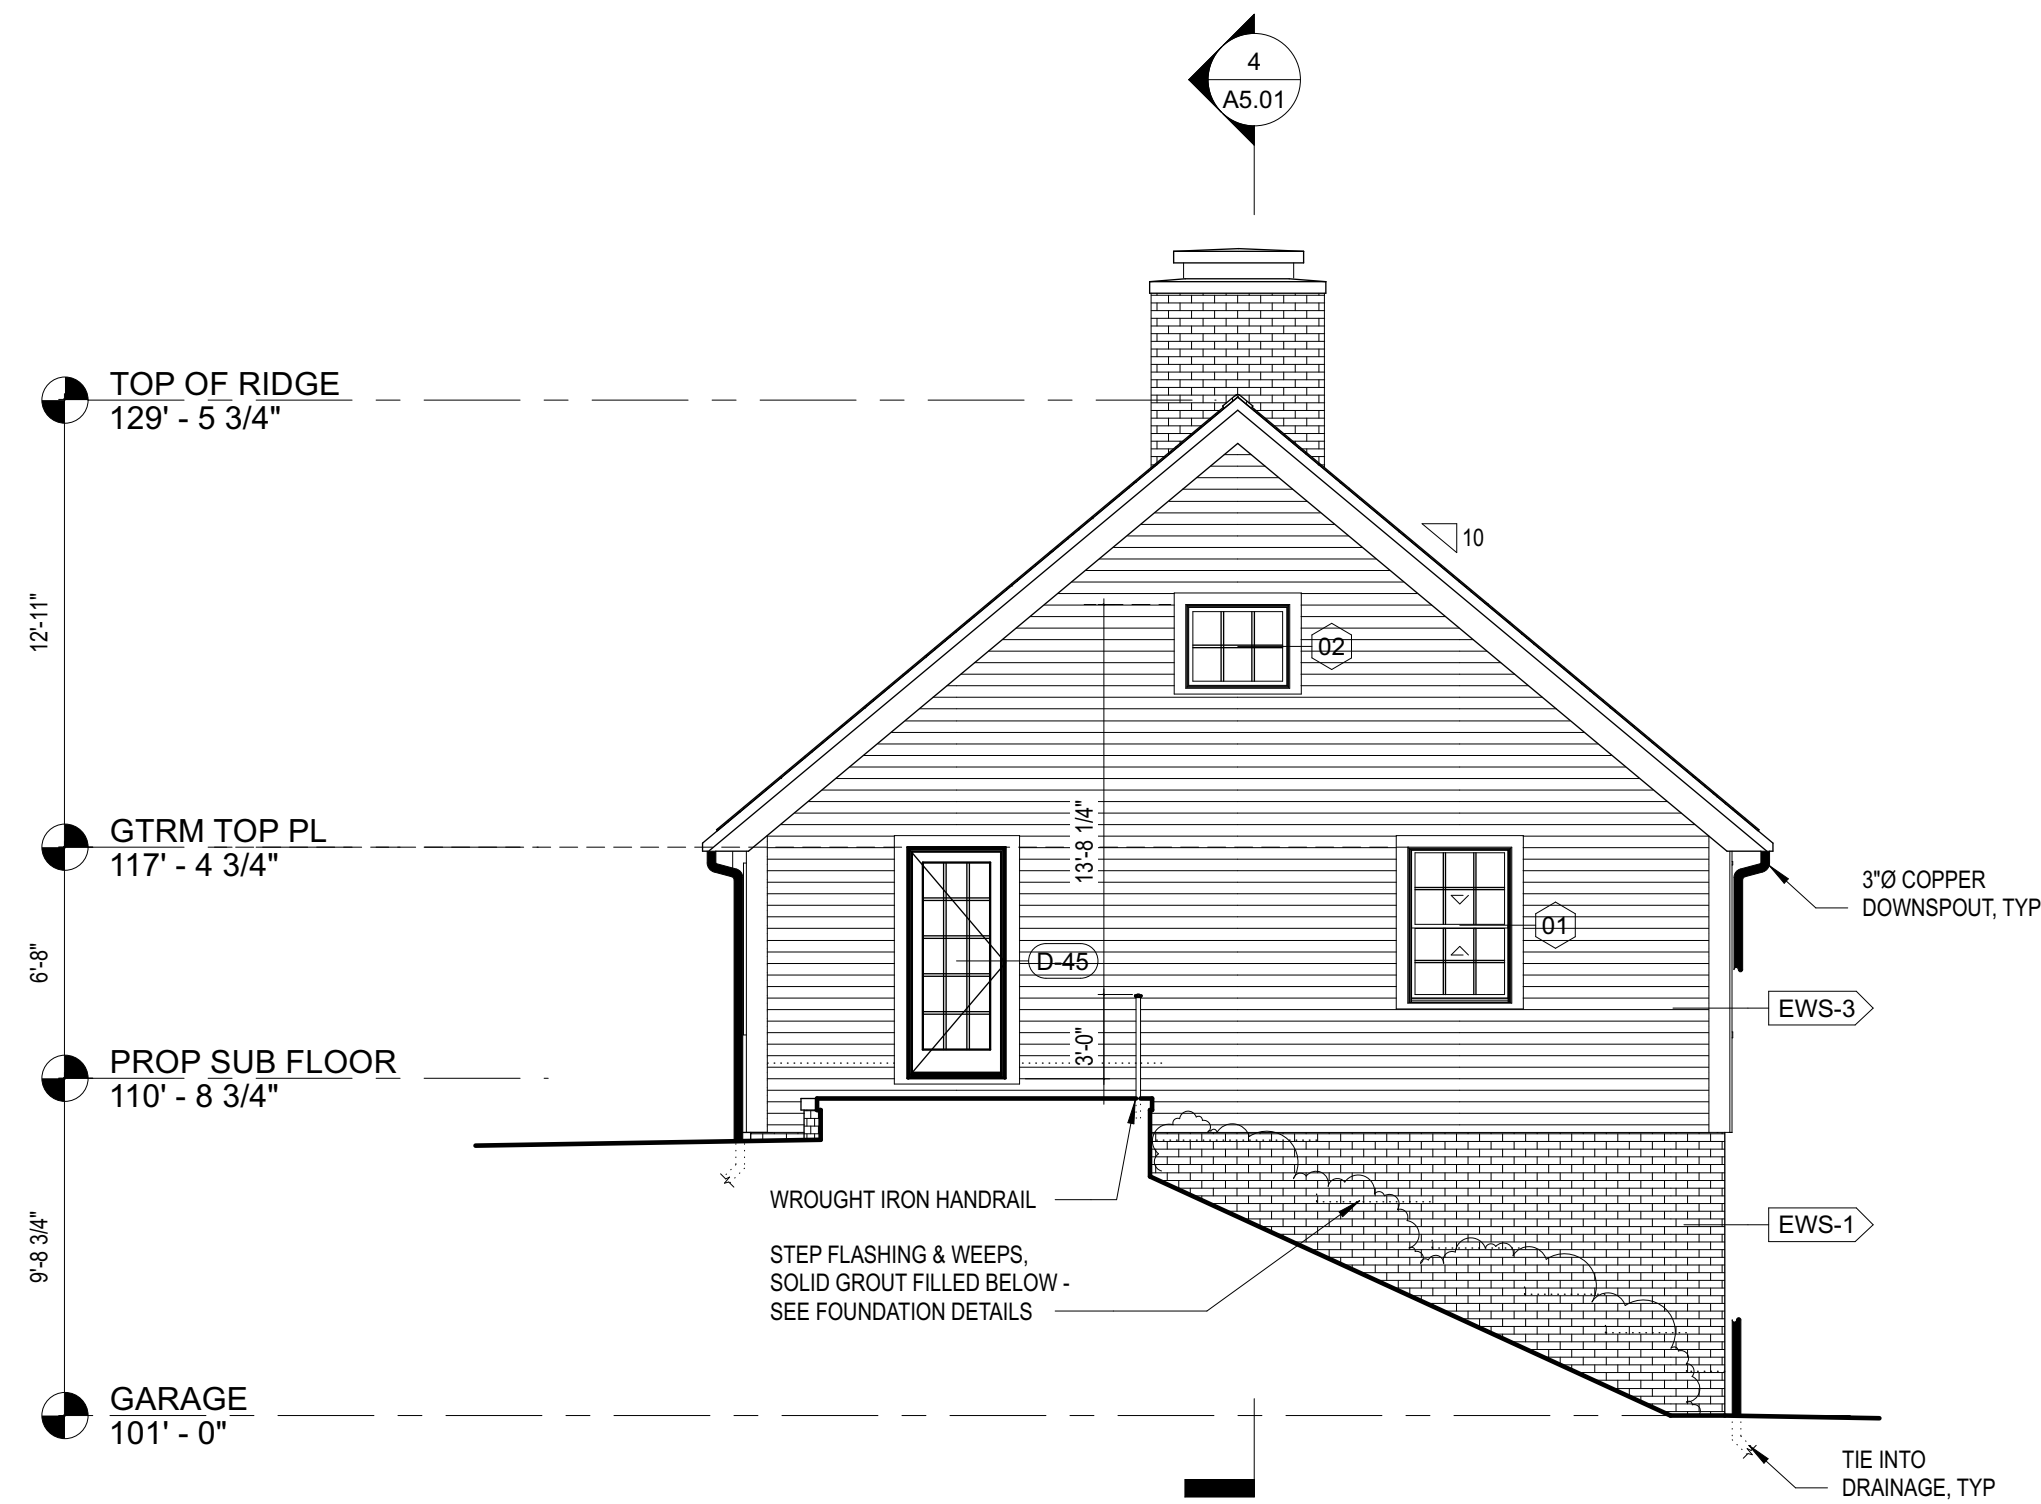 4
A5.01
TOP OF RIDGE
129' - 5 3/4"
10
12'-11"
02
GTRM TOP PL
117' - 4 3/4"
13'-8 1/4"
3"Ø COPPER
DOWNSPOUT, TYP
01
6'-8"
D-45
EWS-3
3'-0"
PROP SUB FLOOR
110' - 8 3/4"
WROUGHT IRON HANDRAIL
EWS-1
9'-8 3/4"
STEP FLASHING & WEEPS,
SOLID GROUT FILLED BELOW -
SEE FOUNDATION DETAILS
GARAGE
101' - 0"
TIE INTO
DRAINAGE, TYP